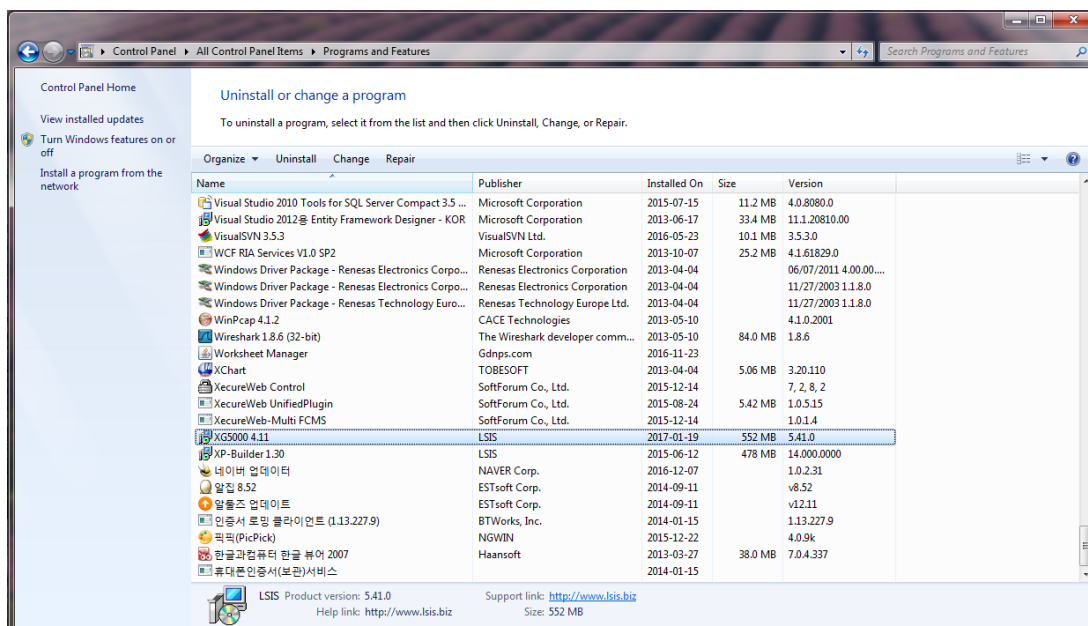 Control Panel All Control Panel Items Programs and Features Search Programs and Features
Control Panel Home
View installed updates
Turn Windows features on or
off
Install a program from the
network
Uninstall or change a program
To uninstall a program, select it from the list and then click Uninstall, Change, or Repair.
Organize Uninstall Change Repair
Name Publisher Installed On Size Version
Visual Studio 2010 Tools for SQL Server Compact 3.5 ... Microsoft Corporation 2015-07-15 11.2 MB 4.0.8080.0
Visual Studio 2012용 Entity Framework Designer - KOR Microsoft Corporation 2013-06-17 33.4 MB 11.1.20810.00
VisualSVN 3.5.3 VisualSVN Ltd. 2016-05-23 10.1 MB 3.5.3.0
WCF RIA Services V1.0 SP2 Microsoft Corporation 2013-10-07 25.2 MB 4.1.61829.0
Windows Driver Package - Renesas Electronics Corpo... Renesas Electronics Corporation 2013-04-04 06/07/2011 4.00.00....
Windows Driver Package - Renesas Electronics Corpo... Renesas Electronics Corporation 2013-04-04 11/27/2003 1.1.8.0
Windows Driver Package - Renesas Technology Euro... Renesas Technology Europe Ltd. 2013-04-04 11/27/2003 1.1.8.0
WinPcap 4.1.2 CACE Technologies 2013-05-10 4.1.0.2001
Wireshark 1.8.6 (32-bit) The Wireshark developer comm... 2013-05-10 84.0 MB 1.8.6
Worksheet Manager Gdnps.com 2016-11-23
XChart TOBESOFT 2013-04-04 5.06 MB 3.20.110
XecureWeb Control SoftForum Co., Ltd. 2015-12-14 7, 2, 8, 2
XecureWeb UnifiedPlugin SoftForum Co., Ltd. 2015-08-24 5.42 MB 1.0.5.15
XecureWeb-Multi FCMS SoftForum Co., Ltd. 2015-12-14 1.0.1.4
XG5000 4.11 LSIS 2017-01-19 552 MB 5.41.0
XP-Builder 1.30 LSIS 2015-06-12 478 MB 14.000.0000
네이버 업데이터 NAVER Corp. 2016-12-07 1.0.2.31
알집 8.52 ESTsoft Corp. 2014-09-11 v8.52
알툴즈 업데이트 ESTsoft Corp. 2014-09-11 v12.11
인증서 로밍 클라이언트 (1.13.227.9) BTWorks, Inc. 2014-01-15 1.13.227.9
픽픽(PicPick) NGWIN 2015-12-22 4.0.9k
한글과컴퓨터 한글 뷰어 2007 Haansoft 2013-03-27 38.0 MB 7.0.4.337
휴대폰인증서(보관)서비스 2014-01-15
LSIS Product version: 5.41.0 Support link: http://www.lsis.biz
Help link: http://www.lsis.biz Size: 552 MB